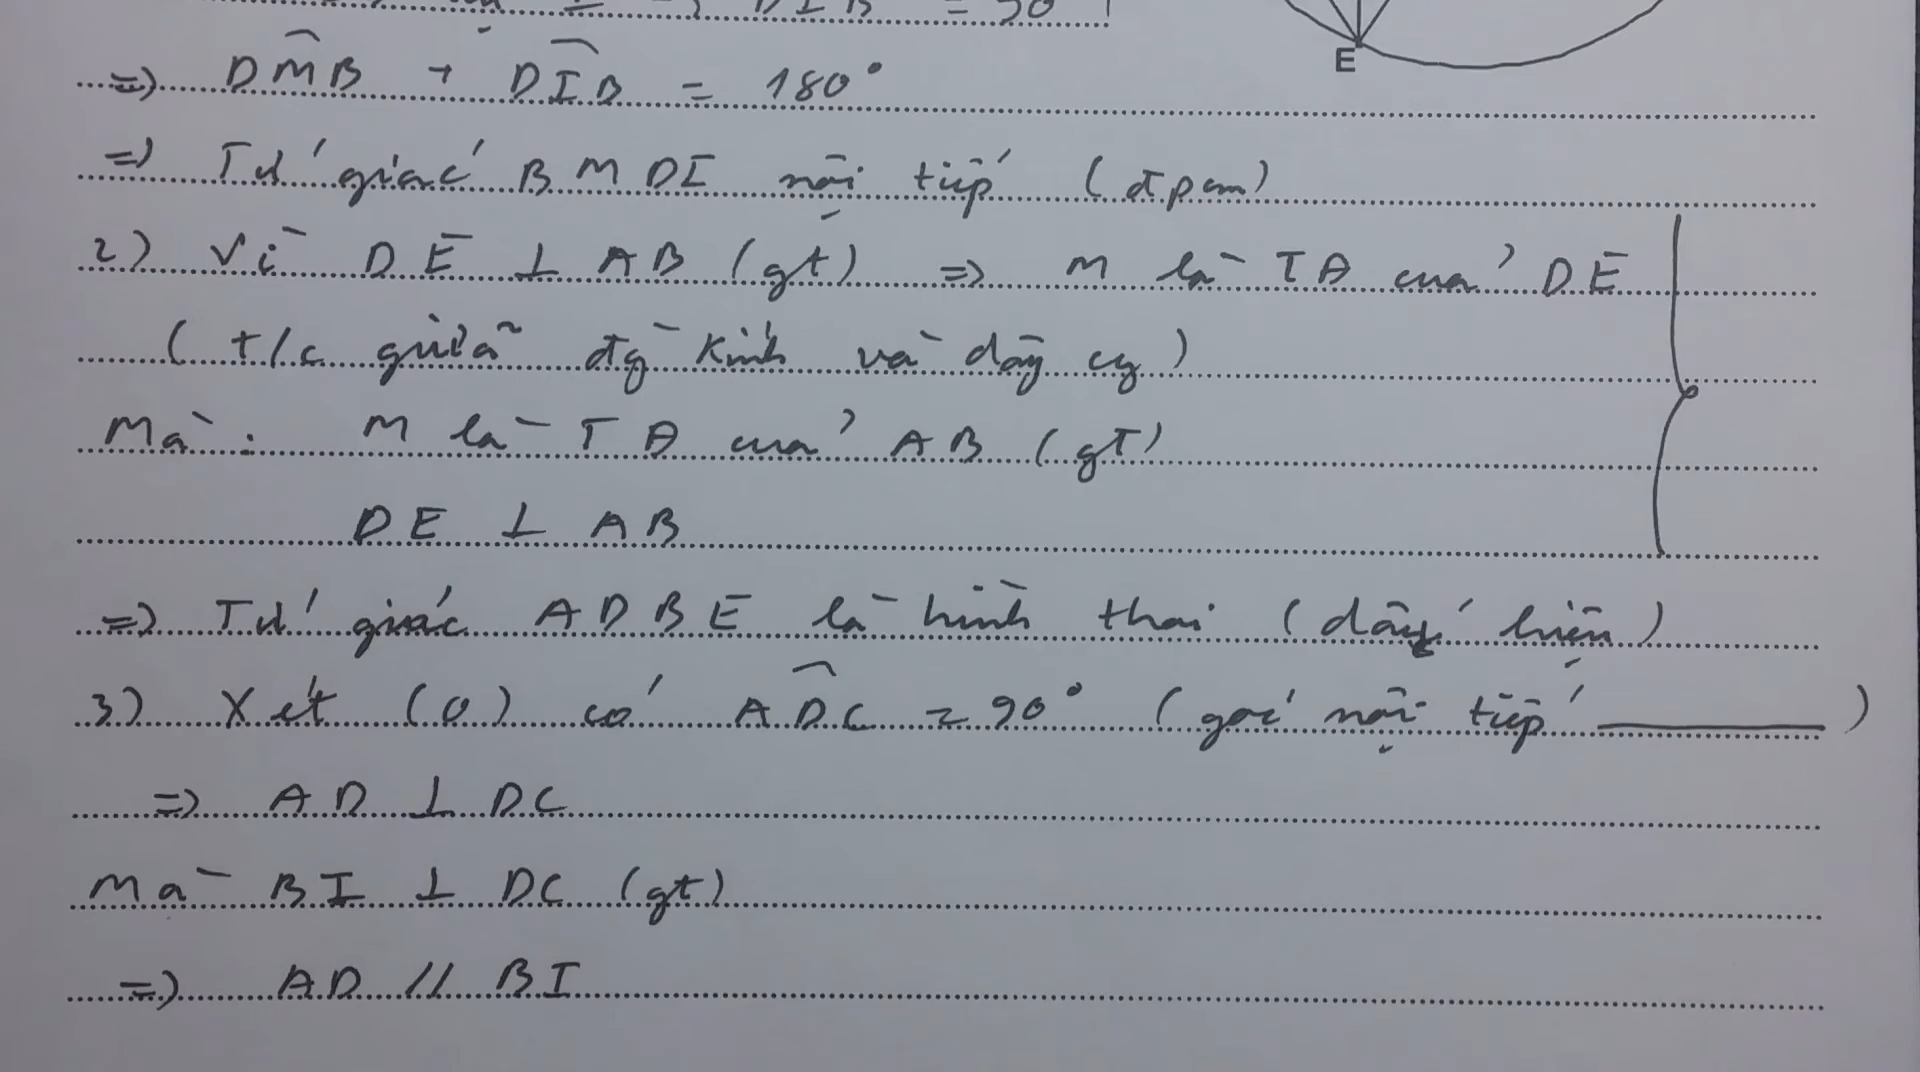 E
=> DMB + DIB = 180°
=> Tứ giác BMDI nội tiếp (đpcm)
2) Vì DE ⊥ AB (gt) => M là TĐ của DE
( t/c giữa đg kính và dây cg )
Mà : M là TĐ của AB (gt)
DE ⊥ AB
=> Tứ giác ADBE là hình thoi (dấu hiệu)
3) Xét (O) có ADC = 90° (góc nội tiếp ———)
=> AD ⊥ DC
Mà BI ⊥ DC (gt)
=> AD // BI